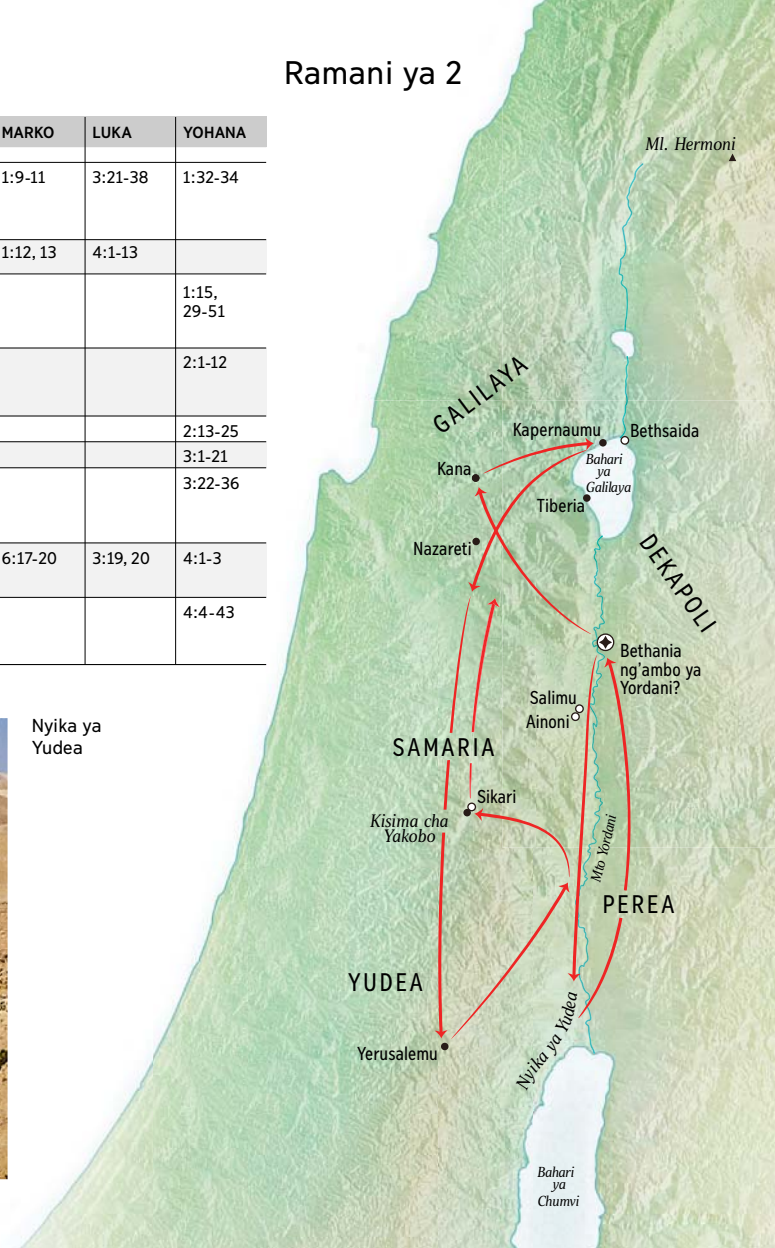 Ramani ya 2
MARKO LUKA YOHANA
1:9-11 3:21-38 1:32-34
1:12, 13 4:1-13
1:15,
29-51
2:1-12
2:13-25
3:1-21
3:22-36
6:17-20 3:19, 20 4:1-3
4:4-43
Nyika ya
Yudea
Ml. Hermoni
GALILAYA
Kapernaumu
Bethsaida
Bahari
ya
Galilaya
Kana
Tiberia
Nazareti
DEKAPOLI
Bethania
ng'ambo ya
Yordani?
Salimu
Ainoni
SAMARIA
Sikari
Kisima cha
Yakobo
Mto Yordani
PEREA
YUDEA
Nyika ya Yudea
Yerusalemu
Bahari
ya
Chumvi